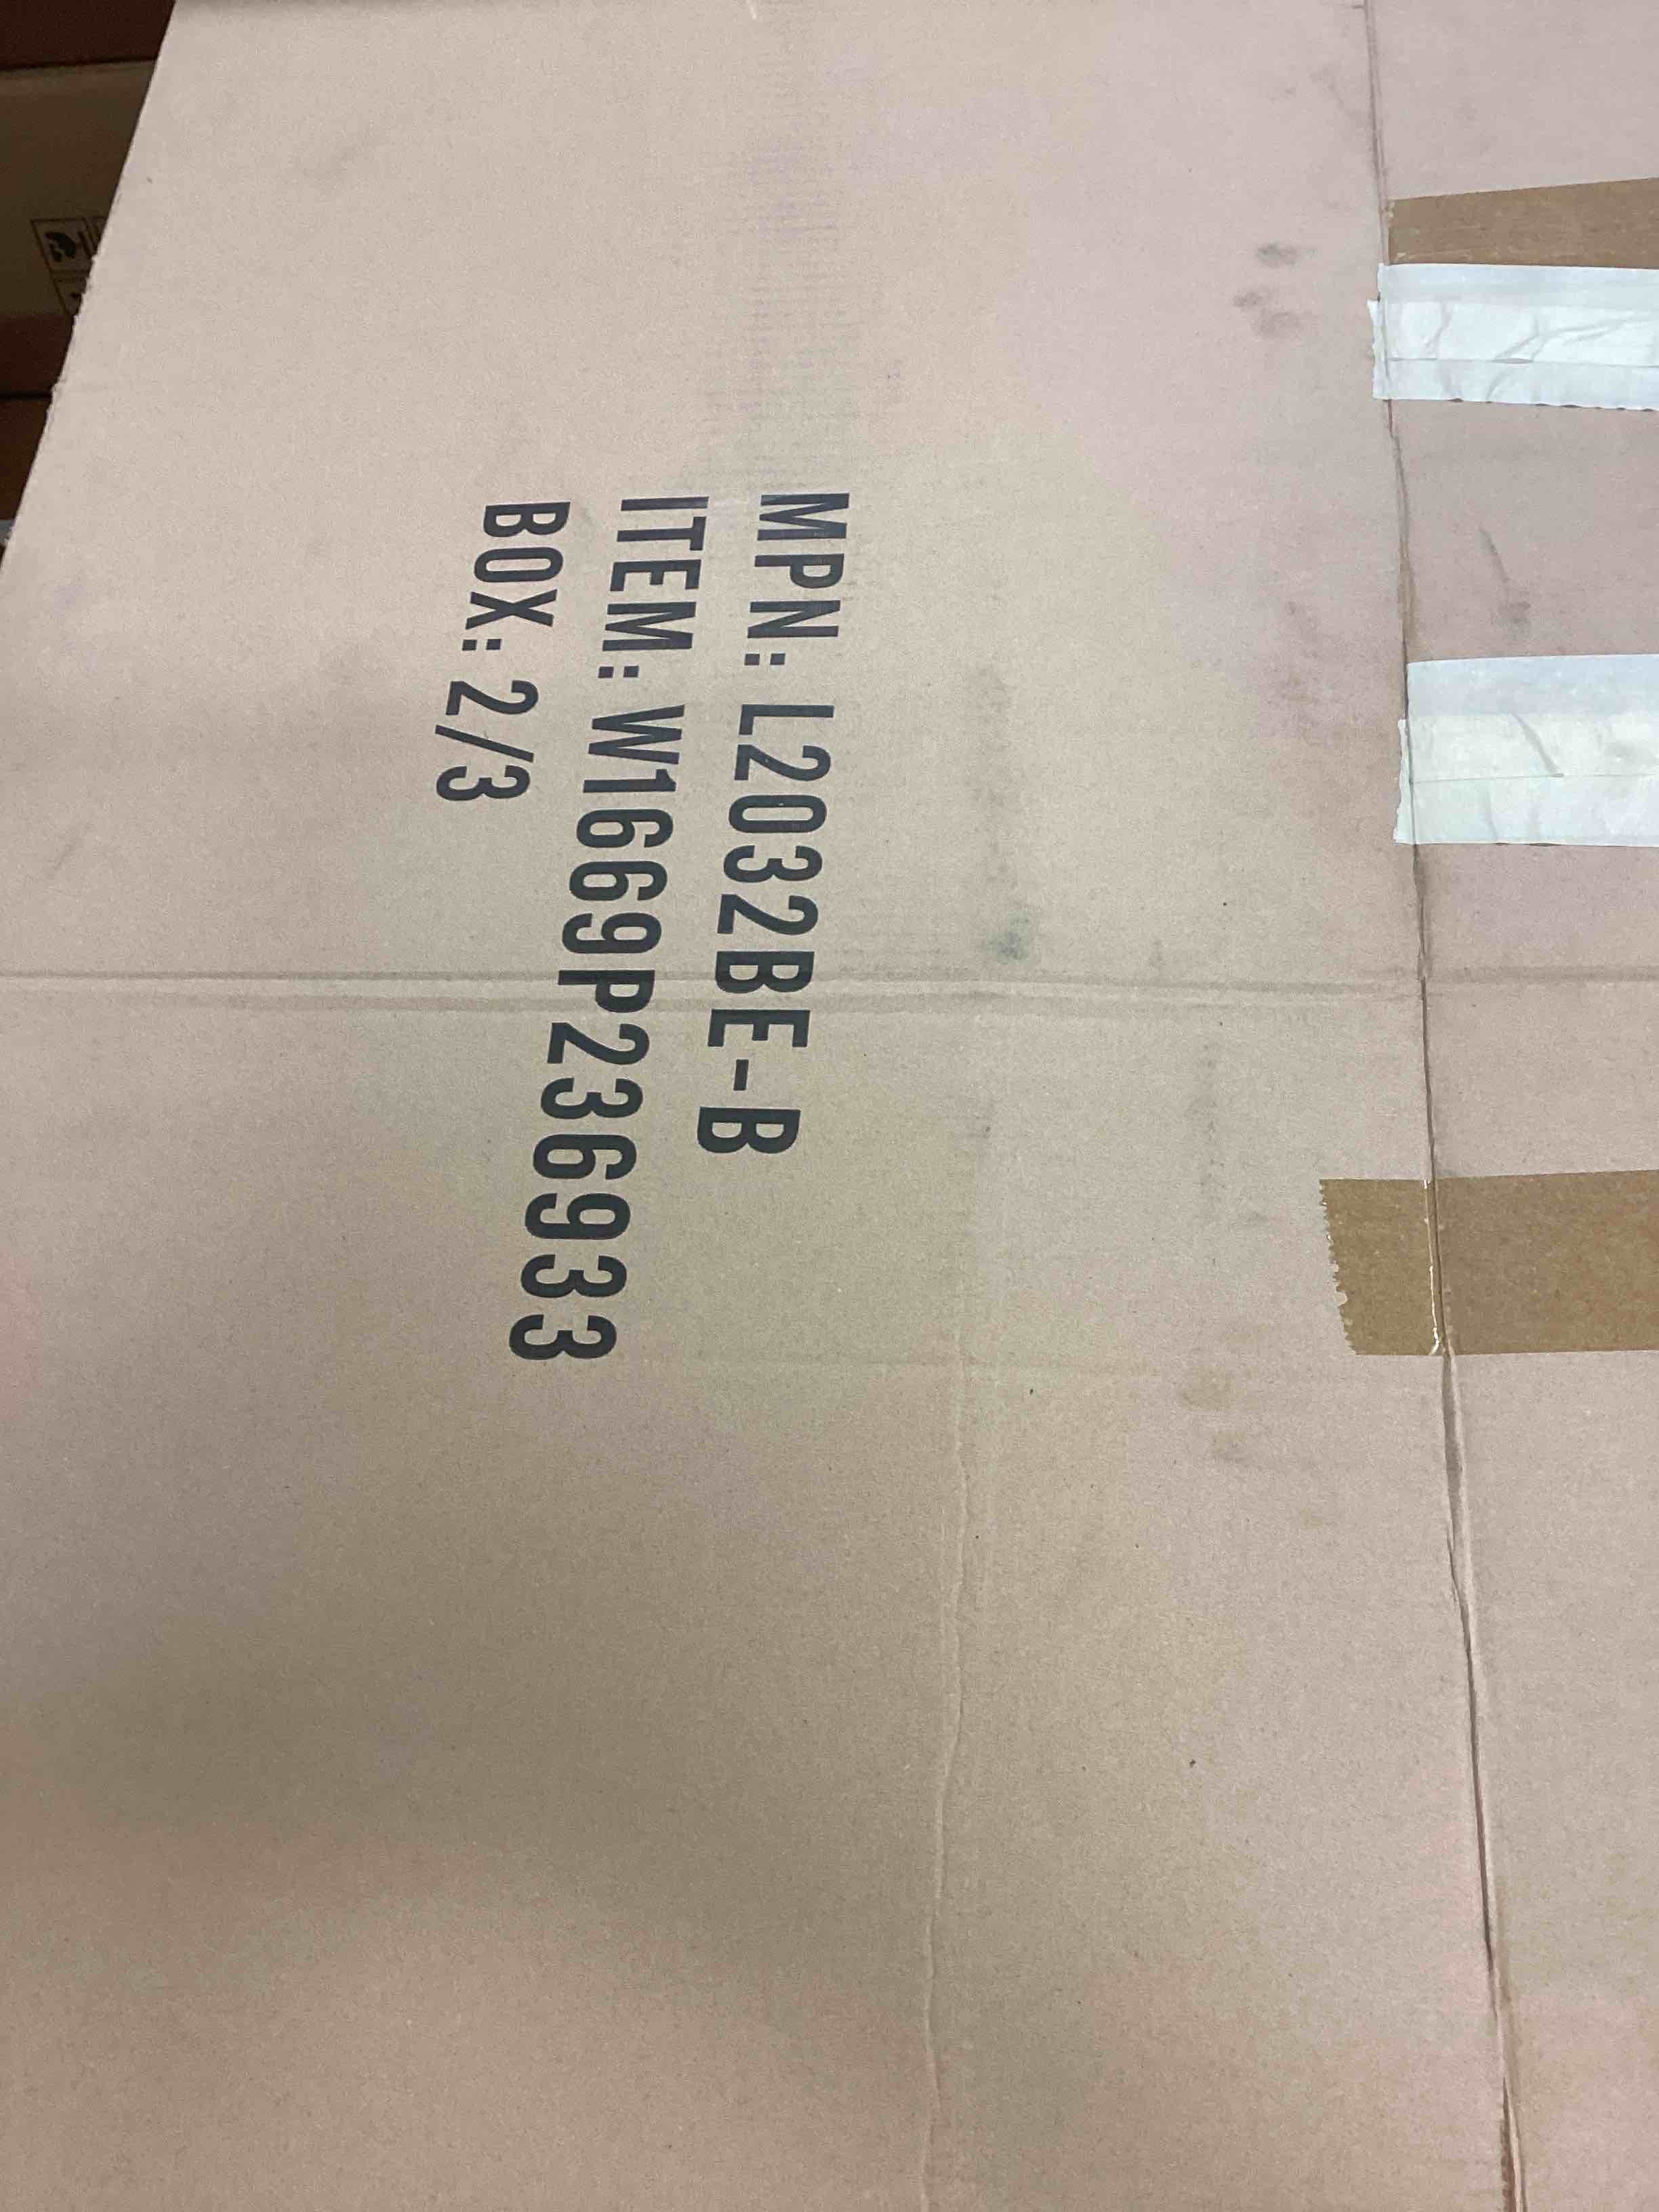 MPN: L2032BE-B
ITEM: W1669P236933
BOX: 2/3